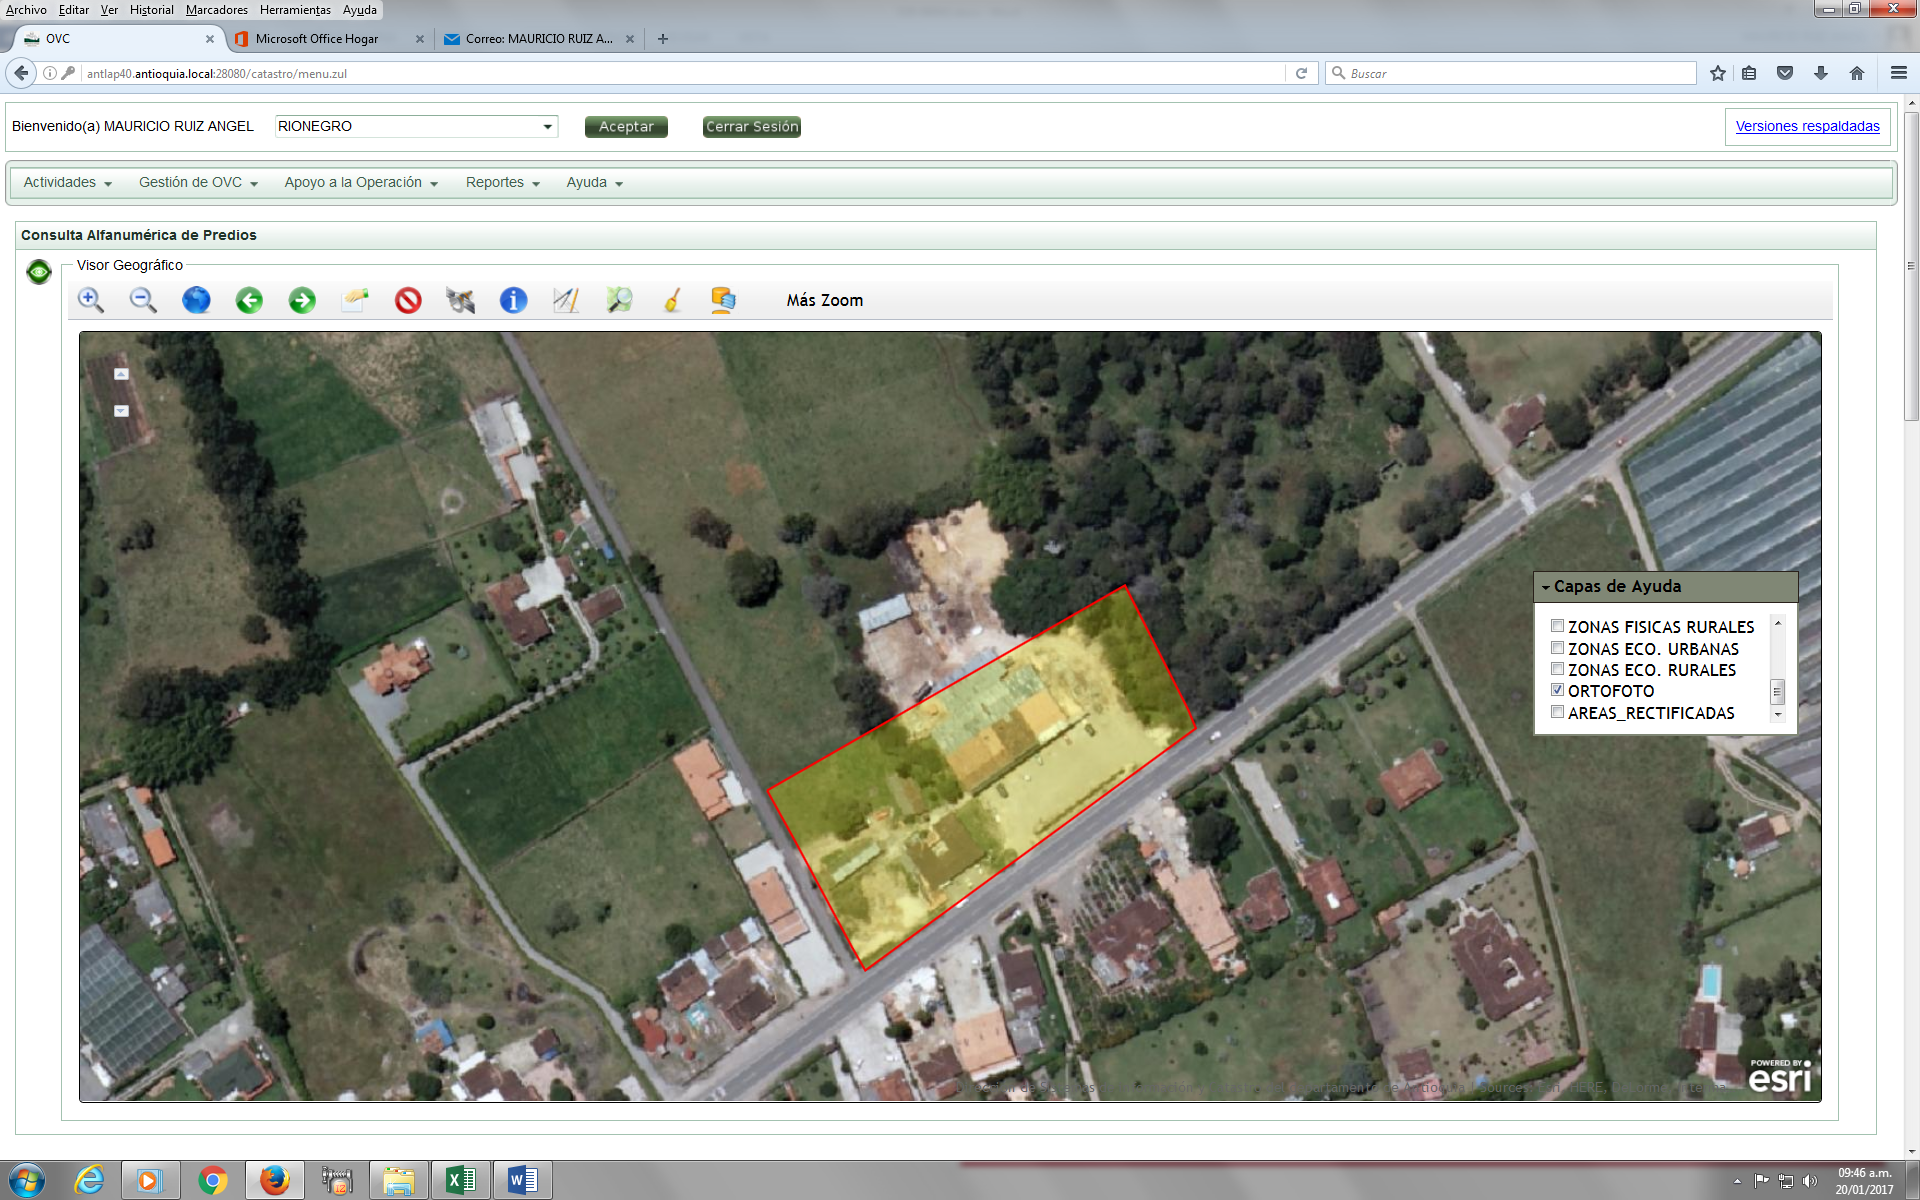 Archivo Editar Ver Historial Marcadores Herramientas Ayuda
OVC
Microsoft Office Hogar
Correo: MAURICIO RUIZ A...
antlap40.antioquia.local:28080/catastro/menu.zul
Buscar
Bienvenido(a) MAURICIO RUIZ ANGEL
RIONEGRO
Aceptar
Cerrar Sesión
Versiones respaldadas
Actividades
Gestión de OVC
Apoyo a la Operación
Reportes
Ayuda
Consulta Alfanumérica de Predios
Visor Geográfico
Más Zoom
Capas de Ayuda
ZONAS FISICAS RURALES
ZONAS ECO. URBANAS
ZONAS ECO. RURALES
ORTOFOTO
AREAS_RECTIFICADAS
POWERED BY
esri
09:46 a.m.
20/01/2017